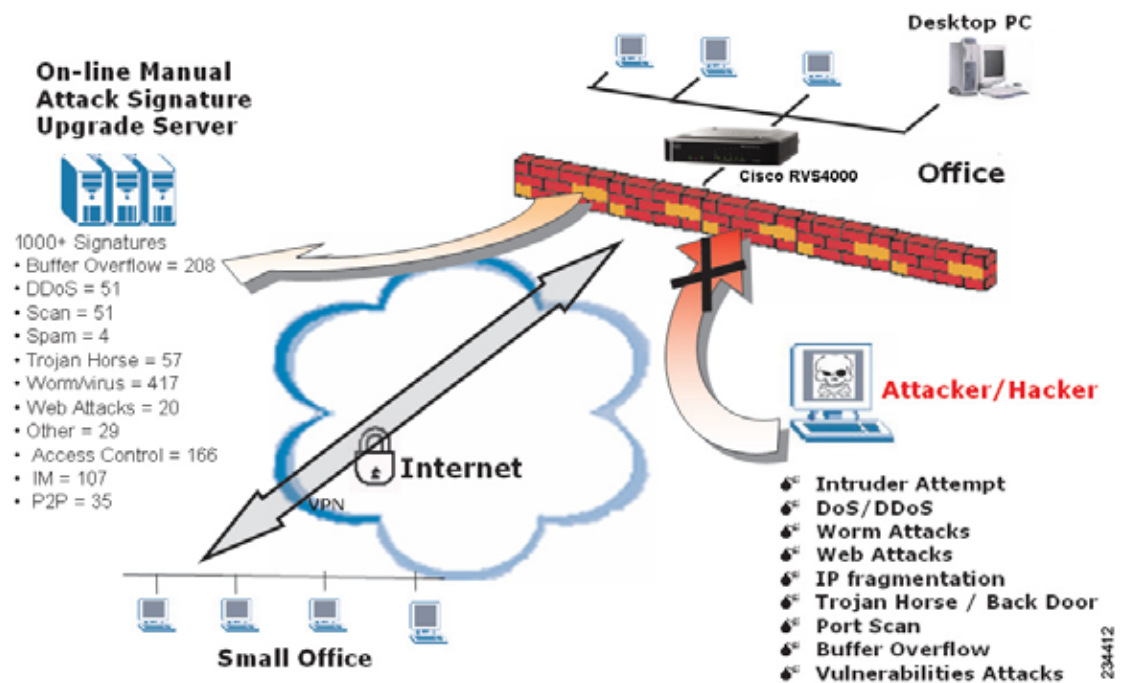 Desktop PC
On-line Manual
Attack Signature
Upgrade Server
Cisco RVS4000
Office
1000+ Signatures
• Buffer Overflow = 208
• DDoS = 51
• Scan = 51
• Spam = 4
• Trojan Horse = 57
• Worm/virus = 417
• Web Attacks = 20
• Other = 29
• Access Control = 166
• IM = 107
• P2P = 35
Attacker/Hacker
Internet
VPN
Intruder Attempt
DoS/DDoS
Worm Attacks
Web Attacks
IP fragmentation
Trojan Horse / Back Door
Port Scan
Buffer Overflow
Vulnerabilities Attacks
Small Office
234412